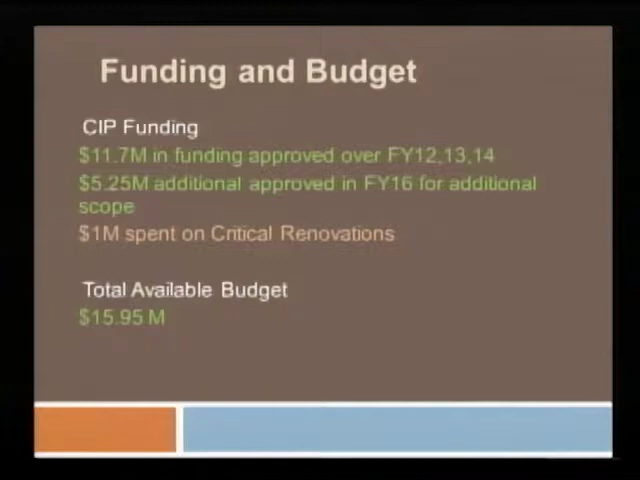 Funding and Budget
CIP Funding
$11.7M in funding approved over FY12,13,14
$5.25M additional approved in FY16 for additional
scope
$1M spent on Critical Renovations
Total Available Budget
$15.95 M